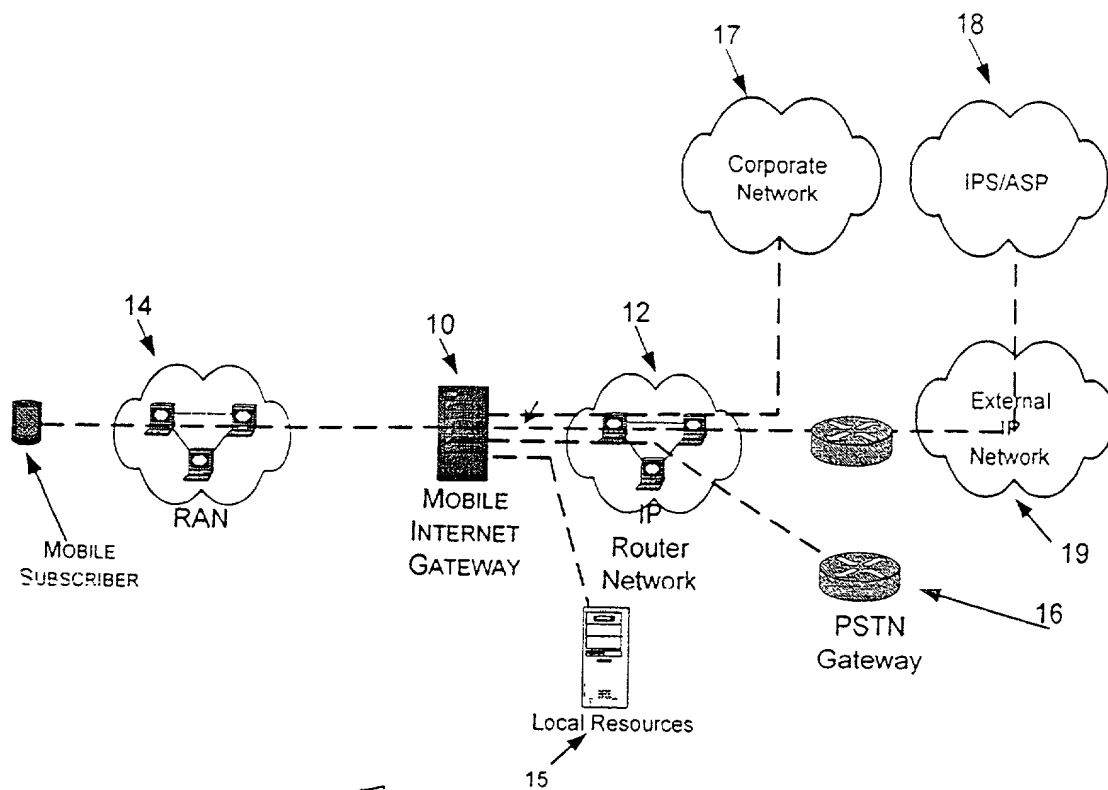 17
18
Corporate
Network
IPS/ASP
14
10
12
External
IP
Network
RAN
MOBILE
SUBSCRIBER
MOBILE
INTERNET
GATEWAY
IP
Router
Network
19
16
PSTN
Gateway
Local Resources
15